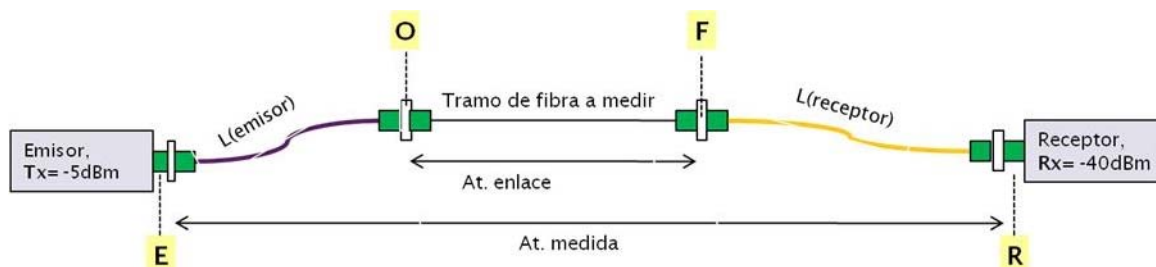 O
F
L(emisor)
Tramo de fibra a medir
L(receptor)
Emisor,
Tx= -5dBm
Receptor,
Rx= -40dBm
At. enlace
At. medida
E
R